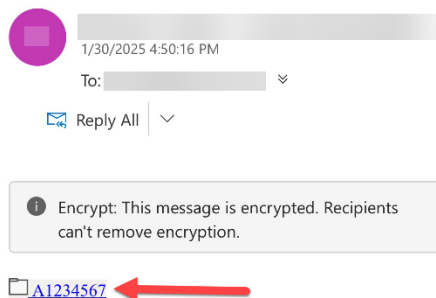 1/30/2025 4:50:16 PM
To:
Reply All
Encrypt: This message is encrypted. Recipients
can't remove encryption.
A1234567